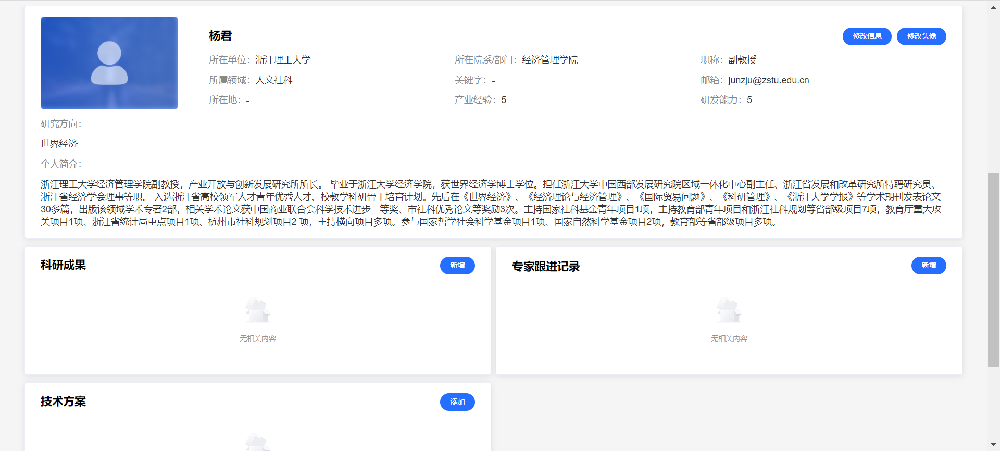 杨君
修改信息
修改头像
所在单位：浙江理工大学
所在院系/部门：经济管理学院
职称：副教授
所属领域：人文社科
关键字：-
邮箱：junzju@zstu.edu.cn
所在地：-
产业经验：5
研发能力：5
研究方向：
世界经济
个人简介：
浙江理工大学经济管理学院副教授，产业开放与创新发展研究所所长。 毕业于浙江大学经济学院，获世界经济学博士学位。担任浙江大学中国西部发展研究院区域一体化中心副主任、浙江省发展和改革研究所特聘研究员、
浙江省经济学会理事等职。 入选浙江省高校领军人才青年优秀人才、校教学科研骨干培育计划。先后在《世界经济》、《经济理论与经济管理》、《国际贸易问题》、《科研管理》、《浙江大学学报》等学术期刊发表论文
30多篇，出版该领域学术专著2部，相关学术论文获中国商业联合会科学技术进步二等奖、市社科优秀论文等奖励3次。主持国家社科基金青年项目1项，主持教育部青年项目和浙江社科规划等省部级项目7项，教育厅重大攻
关项目1项、浙江省统计局重点项目1项、杭州市社科规划项目2 项，主持横向项目多项。参与国家哲学社会科学基金项目1项、国家自然科学基金项目2项，教育部等省部级项目多项。
科研成果
新增
无相关内容
专家跟进记录
新增
无相关内容
技术方案
添加